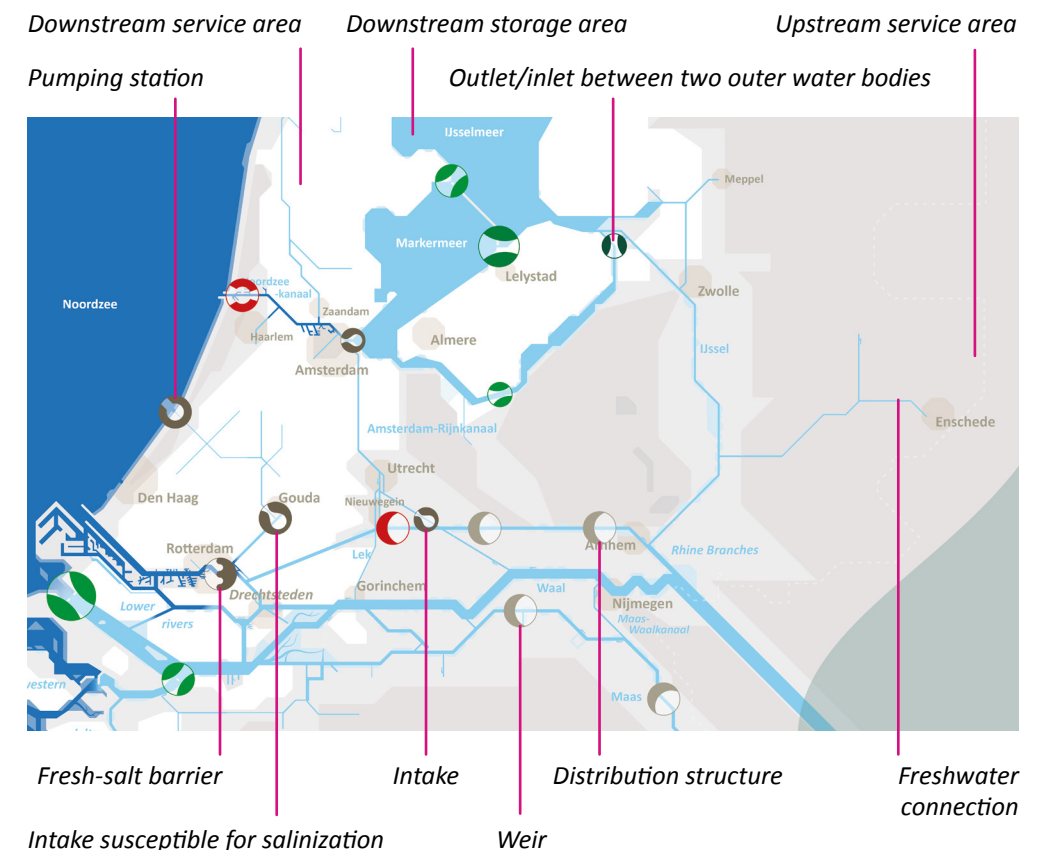 Downstream service area
Downstream storage area
Upstream service area
Pumping station
Outlet/inlet between two outer water bodies
IJsselmeer
Meppel
Markermeer
Lelystad
Noordzee
-kanaal
Zwolle
Noordzee
Zaandam
Haarlem
Almere
IJssel
Amsterdam
Enschede
Amsterdam-Rijnkanaal
Utrecht
Den Haag
Gouda
Nieuwegein
Arnhem
Rotterdam
Lek
Rhine Branches
Gorinchem
Waal
Drechtsteden
Lower
rivers
Nijmegen
Maas-
Waalkanaal
western
Maas
Fresh-salt barrier
Intake
Distribution structure
Freshwater
connection
Intake susceptible for salinization
Weir